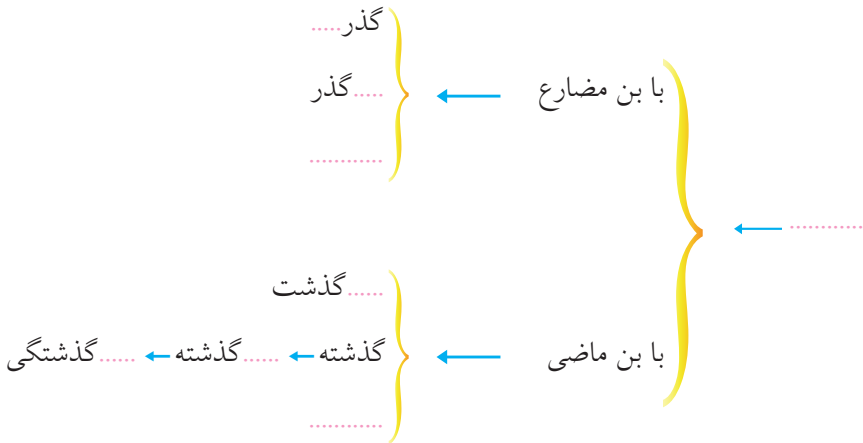 گذر.....
با بن مضارع ← .....گذر
............
............ ←
......گذشت
با بن ماضی ← گذشته ← ......گذشته ← ......گذشتگی
............